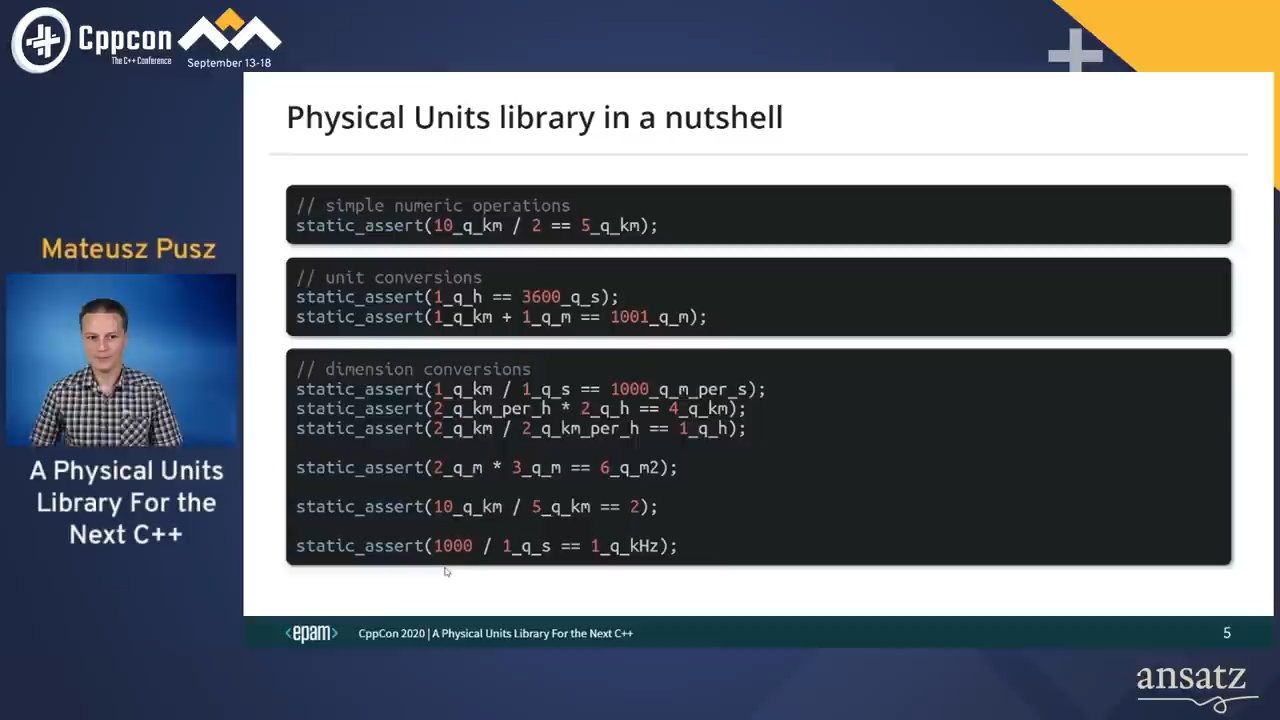 Cppcon
The C++ Conference
September 13-18
Physical Units library in a nutshell
// simple numeric operations
static_assert(10_q_km / 2 == 5_q_km);
// unit conversions
static_assert(1_q_h == 3600_q_s);
static_assert(1_q_km + 1_q_m == 1001_q_m);
// dimension conversions
static_assert(1_q_km / 1_q_s == 1000_q_m_per_s);
static_assert(2_q_km_per_h * 2_q_h == 4_q_km);
static_assert(2_q_km / 2_q_km_per_h == 1_q_h);
static_assert(2_q_m * 3_q_m == 6_q_m2);
static_assert(10_q_km / 5_q_km == 2);
static_assert(1000 / 1_q_s == 1_q_kHz);
Mateusz Pusz
A Physical Units
Library For the
Next C++
<epam> CppCon 2020 | A Physical Units Library For the Next C++ 5
ansatz